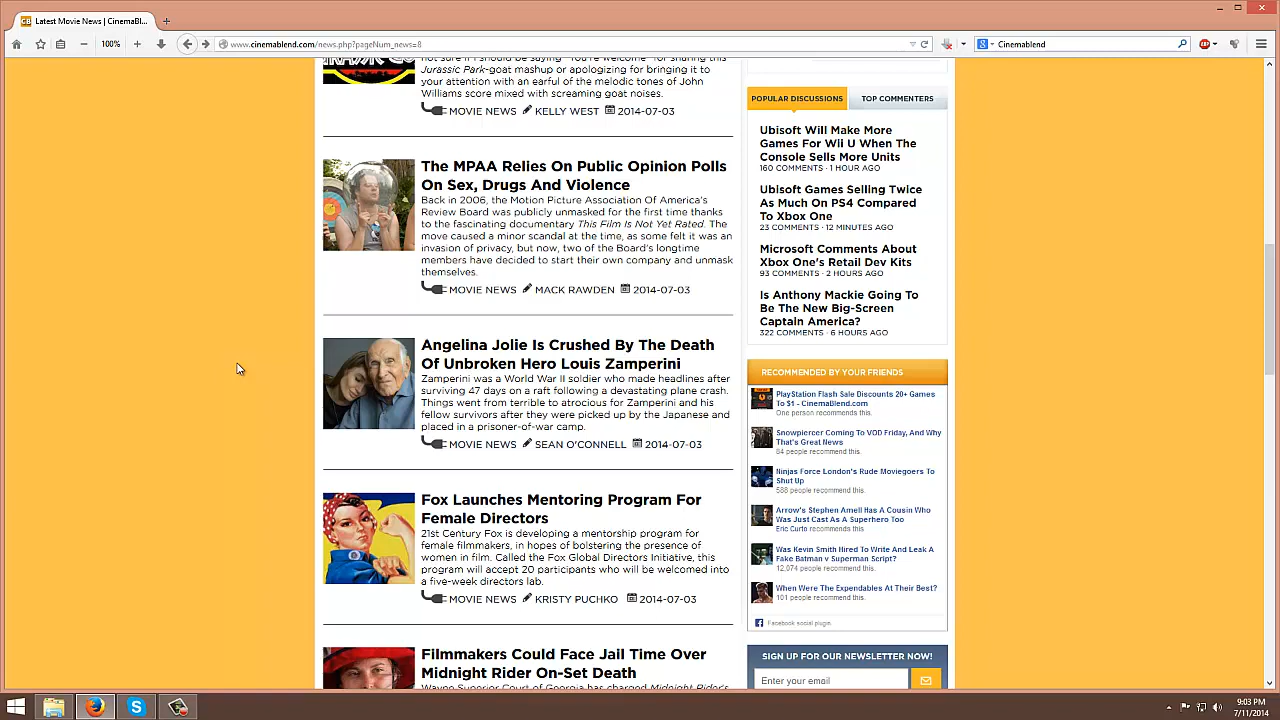 Latest Movie News | CinemaBl...
100%
www.cinemablend.com/news.php?pageNum_news=8
Cinemablend
Jurassic Park-goat mashup or apologizing for bringing it to
your attention with an earful of the melodic tones of John
Williams score mixed with screaming goat noises.
MOVIE NEWS KELLY WEST 2014-07-03
The MPAA Relies On Public Opinion Polls
On Sex, Drugs And Violence
Back in 2006, the Motion Picture Association Of America's
Review Board was publicly unmasked for the first time thanks
to the fascinating documentary This Film Is Not Yet Rated. The
move caused a minor scandal at the time, as some felt it was an
invasion of privacy, but now, two of the Board's longtime
members have decided to start their own company and unmask
themselves.
MOVIE NEWS MACK RAWDEN 2014-07-03
Angelina Jolie Is Crushed By The Death
Of Unbroken Hero Louis Zamperini
Zamperini was a World War II soldier who made headlines after
surviving 47 days on a raft following a devastating plane crash.
Things went from terrible to atrocious for Zamperini and his
fellow survivors after they were picked up by the Japanese and
placed in a prisoner-of-war camp.
MOVIE NEWS SEAN O'CONNELL 2014-07-03
Fox Launches Mentoring Program For
Female Directors
21st Century Fox is developing a mentorship program for
female filmmakers, in hopes of bolstering the presence of
women in film. Called the Fox Global Directors Initiative, this
program will accept 20 participants who will be welcomed into
a five-week directors lab.
MOVIE NEWS KRISTY PUCHKO 2014-07-03
Filmmakers Could Face Jail Time Over
Midnight Rider On-Set Death
Wayne Superior Court of Georgia has charged Midnight Rider's
POPULAR DISCUSSIONS TOP COMMENTERS
Ubisoft Will Make More
Games For Wii U When The
Console Sells More Units
160 COMMENTS · 1 HOUR AGO
Ubisoft Games Selling Twice
As Much On PS4 Compared
To Xbox One
23 COMMENTS · 12 MINUTES AGO
Microsoft Comments About
Xbox One's Retail Dev Kits
93 COMMENTS · 2 HOURS AGO
Is Anthony Mackie Going To
Be The New Big-Screen
Captain America?
322 COMMENTS · 6 HOURS AGO
RECOMMENDED BY YOUR FRIENDS
PlayStation Flash Sale Discounts 20+ Games
To $1 - CinemaBlend.com
One person recommends this.
Snowpiercer Coming To VOD Friday, And Why
That's Great News
84 people recommend this.
Ninjas Force London's Rude Moviegoers To
Shut Up
588 people recommend this.
Arrow's Stephen Amell Has A Cousin Who
Was Just Cast As A Superhero Too
Eric Curto recommends this
Was Kevin Smith Hired To Write And Leak A
Fake Batman v Superman Script?
12,074 people recommend this.
When Were The Expendables At Their Best?
101 people recommend this.
Facebook social plugin
SIGN UP FOR OUR NEWSLETTER NOW!
Enter your email
9:03 PM
7/11/2014